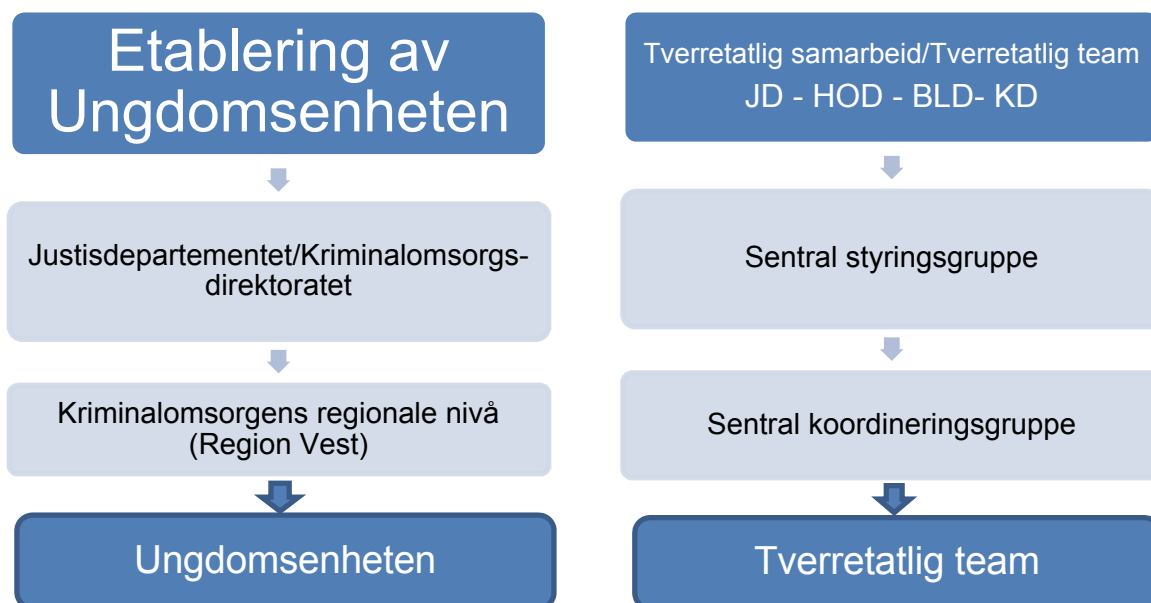 Etablering av
Ungdomsenheten
Justisdepartementet/Kriminalomsorgs-
direktoratet
Kriminalomsorgens regionale nivå
(Region Vest)
Ungdomsenheten
Tverretatlig samarbeid/Tverretatlig team
JD - HOD - BLD- KD
Sentral styringsgruppe
Sentral koordineringsgruppe
Tverretatlig team